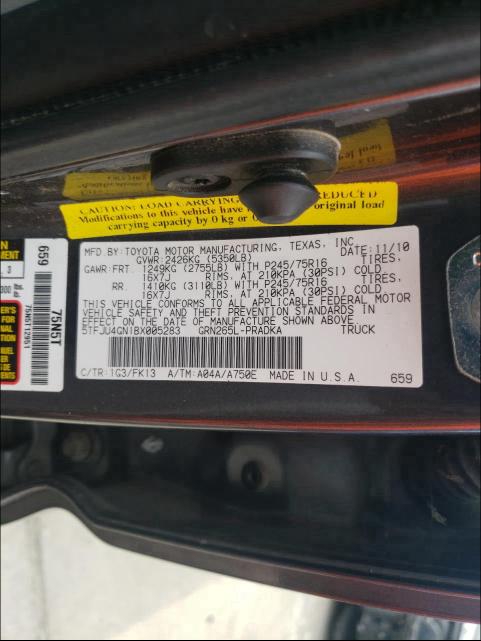 CAUTION: LOAD CARRYING REDUCED
Modifications to this vehicle have original load
carrying capacity by 0 kg or
MFD.BY:TOYOTA MOTOR MANUFACTURING, TEXAS, INC.
GVWR:2426KG (5350LB) 11/10
GAWR:FRT. 1249KG (2755LB) WITH P245/75R16 TIRES,
16X7J RIMS, AT 210KPA (30PSI) COLD
RR. 1410KG (3110LB) WITH P245/75R16 TIRES,
16X7J RIMS, AT 210KPA (30PSI) COLD
THIS VEHICLE CONFORMS TO ALL APPLICABLE FEDERAL MOTOR
VEHICLE SAFETY AND THEFT PREVENTION STANDARDS IN
EFFECT ON THE DATE OF MANUFACTURE SHOWN ABOVE.
5TFJU4GN1BX005283 GRN265L-PRADKA TRUCK
C/TR:1G3/FK13 A/TM:A04A/A750E MADE IN U.S.A. 659
659
75N5T